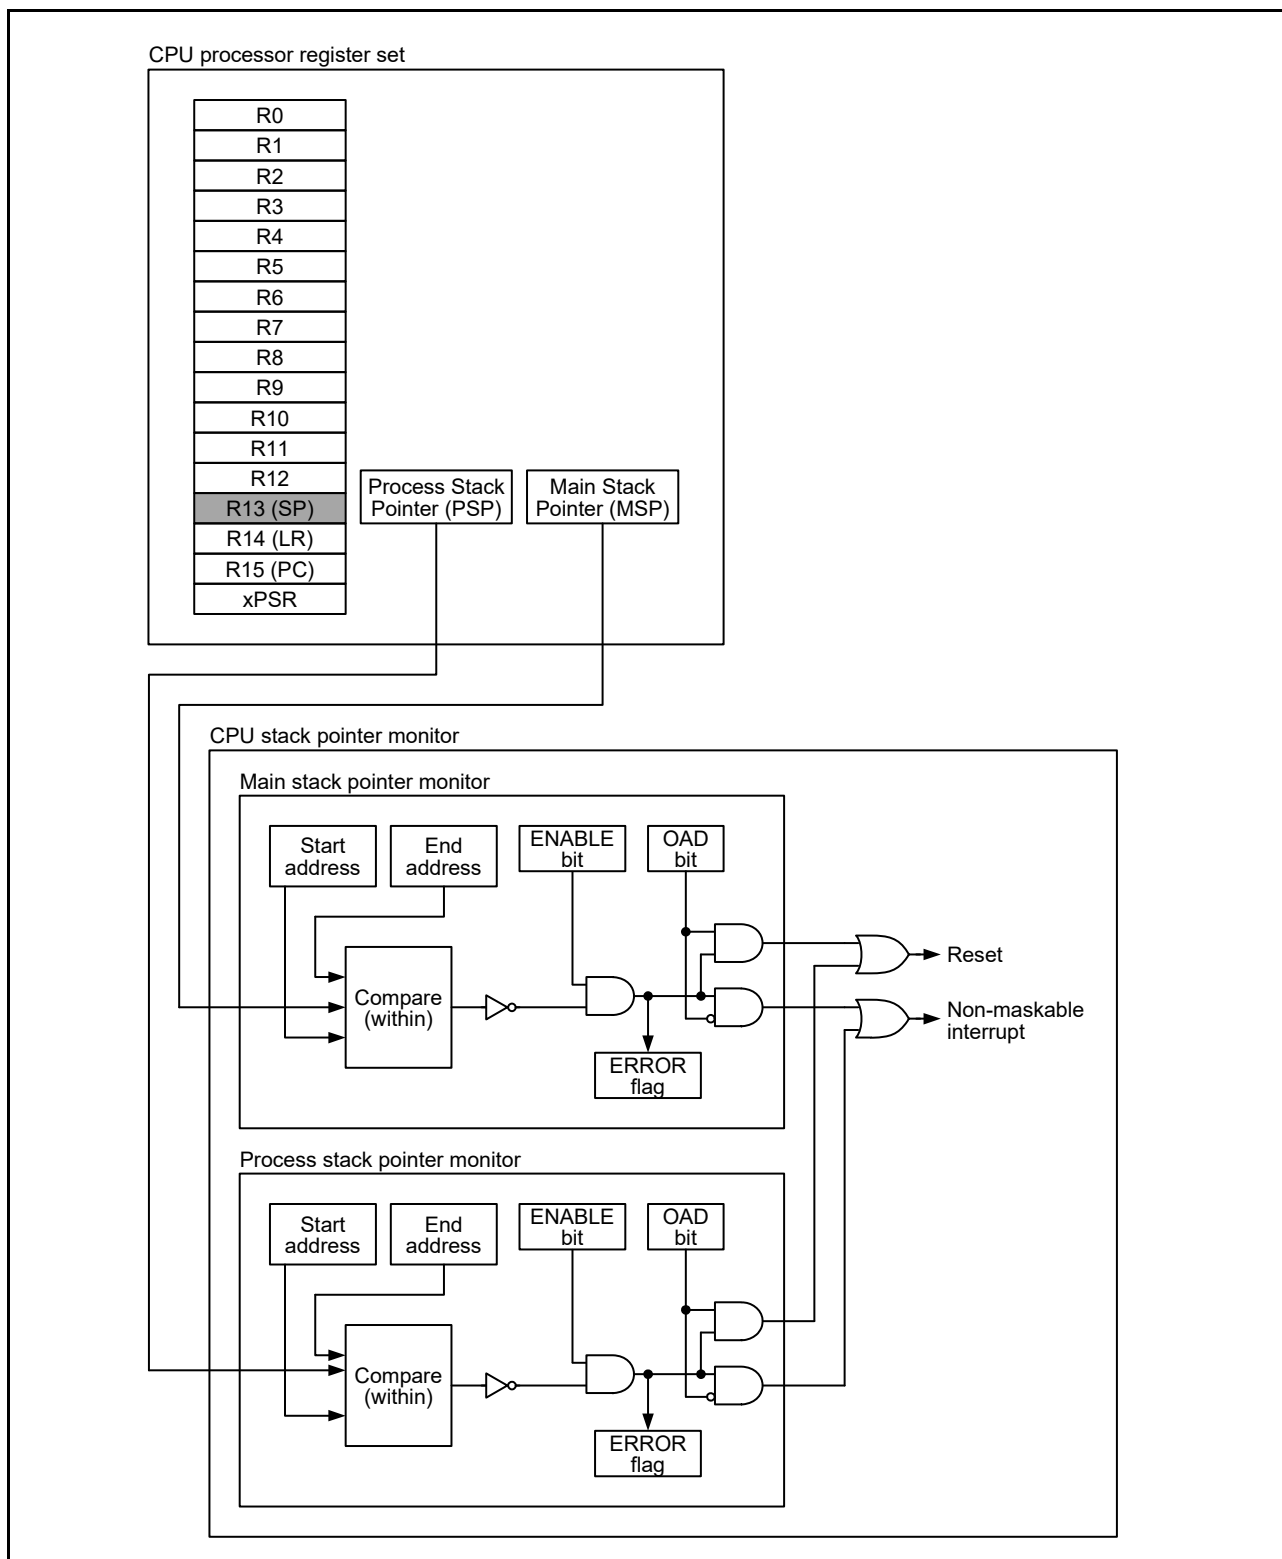 CPU processor register set
R0
R1
R2
R3
R4
R5
R6
R7
R8
R9
R10
R11
R12
R13 (SP)
R14 (LR)
R15 (PC)
xPSR
Process Stack
Pointer (PSP)
Main Stack
Pointer (MSP)
CPU stack pointer monitor
Main stack pointer monitor
Start
address
End
address
ENABLE
bit
OAD
bit
Compare
(within)
ERROR
flag
Reset
Non-maskable
interrupt
Process stack pointer monitor
Start
address
End
address
ENABLE
bit
OAD
bit
Compare
(within)
ERROR
flag